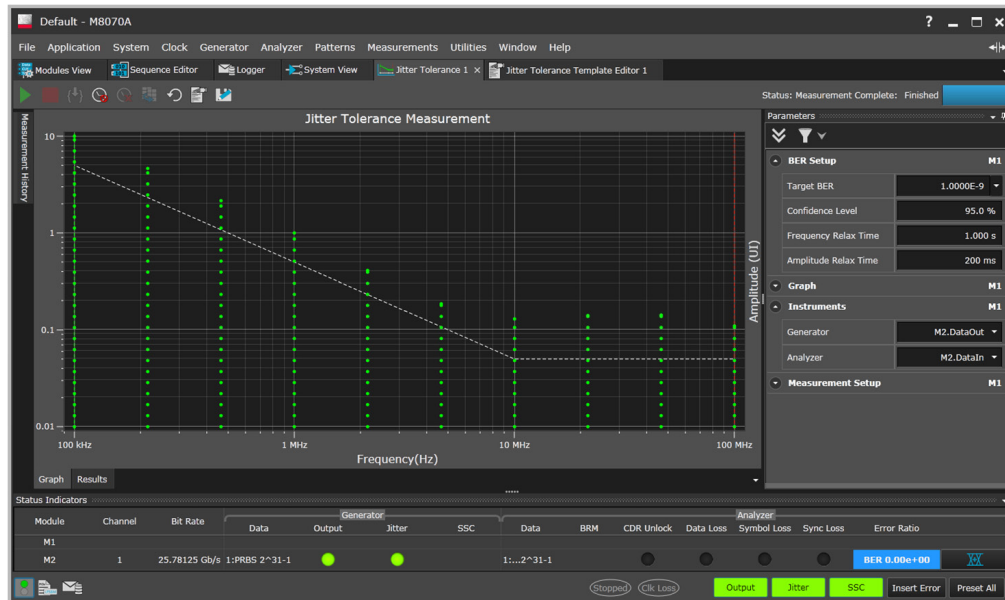 Default - M8070A
?
File Application System Clock Generator Analyzer Patterns Measurements Utilities Window Help
Modules View Sequence Editor Logger System View Jitter Tolerance 1 × Jitter Tolerance Template Editor 1
Status: Measurement Complete: Finished
Measurement History
Jitter Tolerance Measurement
10
1
0.1
0.01
100 kHz 1 MHz 10 MHz 100 MHz
Frequency(Hz)
Amplitude (UI)
Graph Results
Parameters
BER Setup M1
Target BER 1.0000E-9
Confidence Level 95.0 %
Frequency Relax Time 1.000 s
Amplitude Relax Time 200 ms
Graph M1
Instruments M1
Generator M2.DataOut
Analyzer M2.DataIn
Measurement Setup M1
Status Indicators
Generator Analyzer
Module Channel Bit Rate Data Output Jitter SSC Data BRM CDR Unlock Data Loss Symbol Loss Sync Loss Error Ratio
M1
M2 1 25.78125 Gb/s 1:PRBS 2^31-1 1:...2^31-1 BER 0.00e+00
Stopped Clk Loss Output Jitter SSC Insert Error Preset All